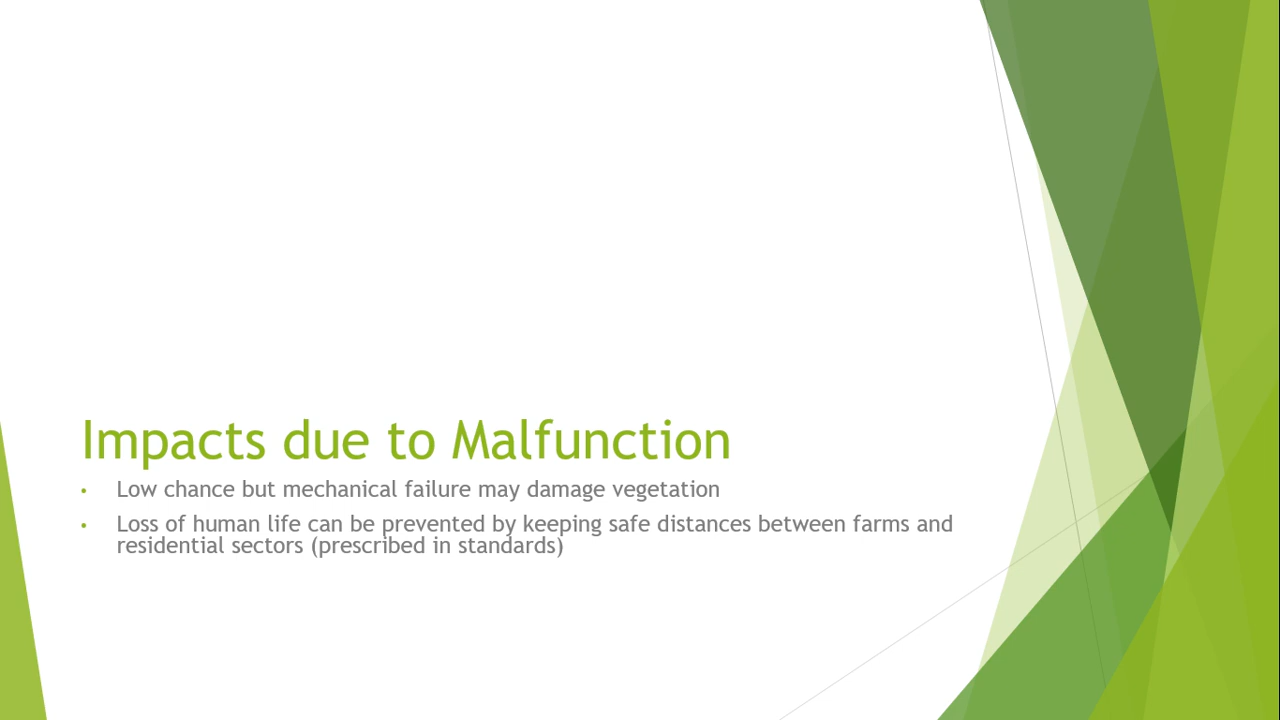 Impacts due to Malfunction
• Low chance but mechanical failure may damage vegetation
• Loss of human life can be prevented by keeping safe distances between farms and
residential sectors (prescribed in standards)